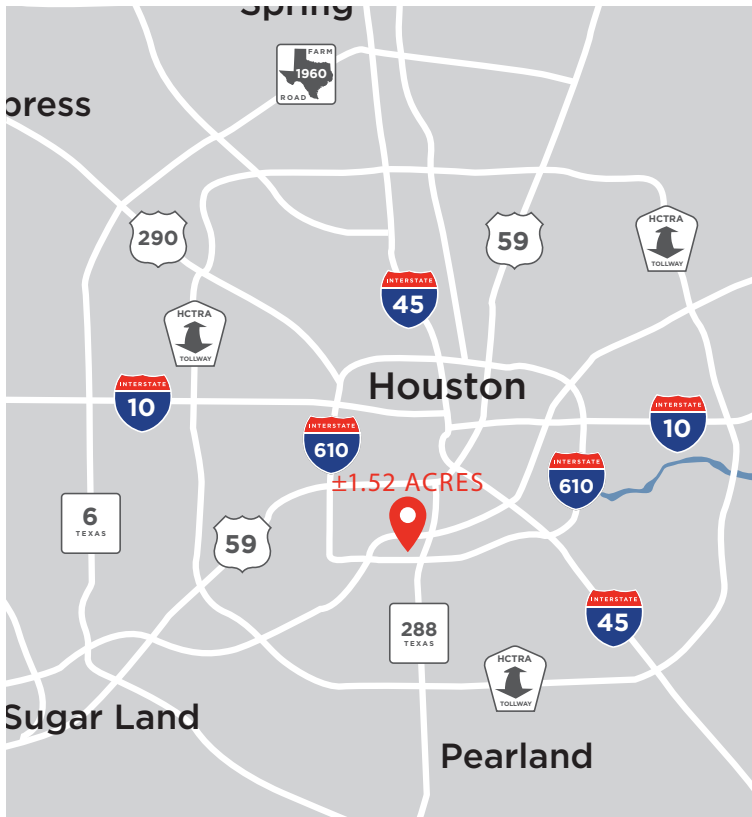 Spring
FARM
1960
ROAD
press
290
59
HCTRA
TOLLWAY
INTERSTATE
45
HCTRA
TOLLWAY
INTERSTATE
10
Houston
INTERSTATE
10
INTERSTATE
610
±1.52 ACRES
INTERSTATE
610
6
TEXAS
59
INTERSTATE
45
288
TEXAS
HCTRA
TOLLWAY
Sugar Land
Pearland